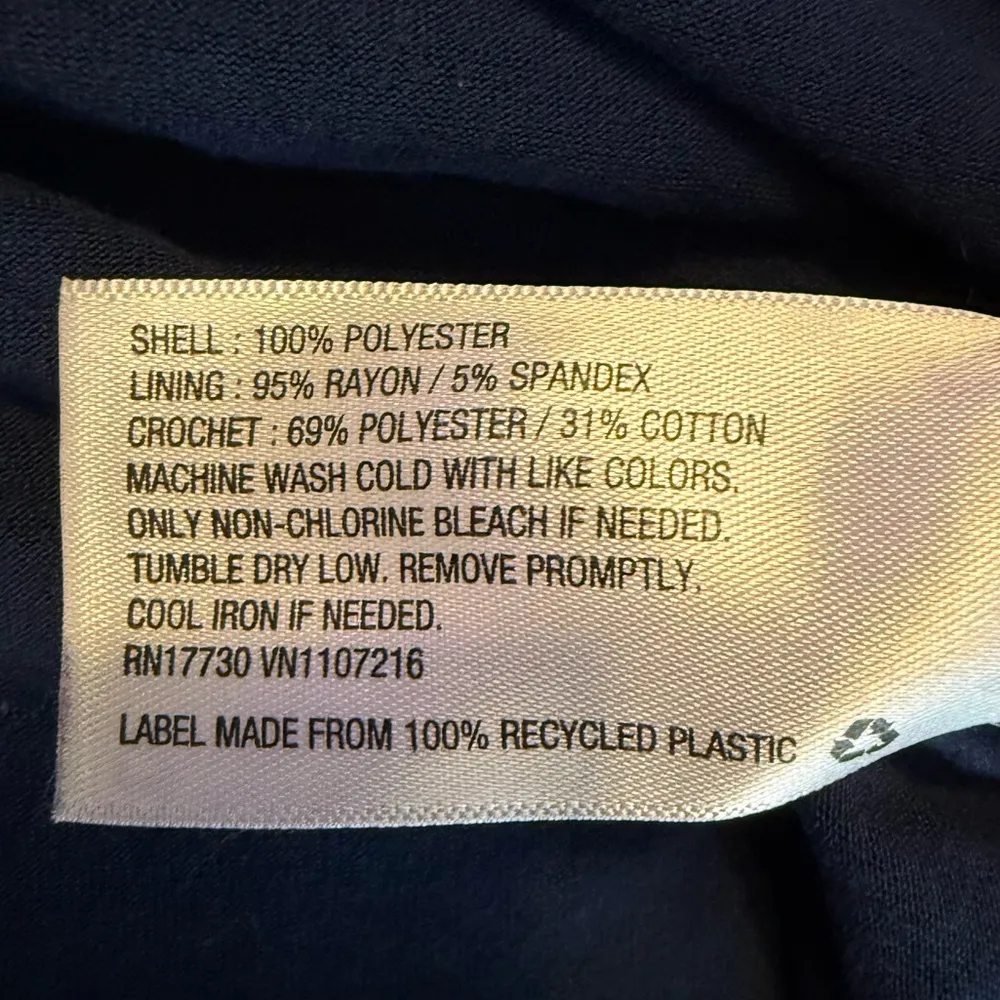 SHELL : 100% POLYESTER
LINING : 95% RAYON / 5% SPANDEX
CROCHET : 69% POLYESTER / 31% COTTON
MACHINE WASH COLD WITH LIKE COLORS.
ONLY NON-CHLORINE BLEACH IF NEEDED.
TUMBLE DRY LOW. REMOVE PROMPTLY.
COOL IRON IF NEEDED.
RN17730 VN1107216
LABEL MADE FROM 100% RECYCLED PLASTIC